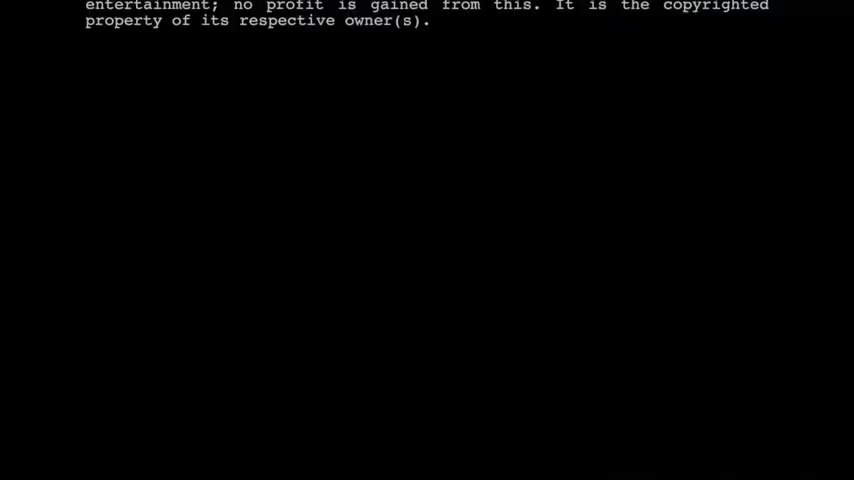 entertainment; no profit is gained from this. It is the copyrighted
property of its respective owner(s).